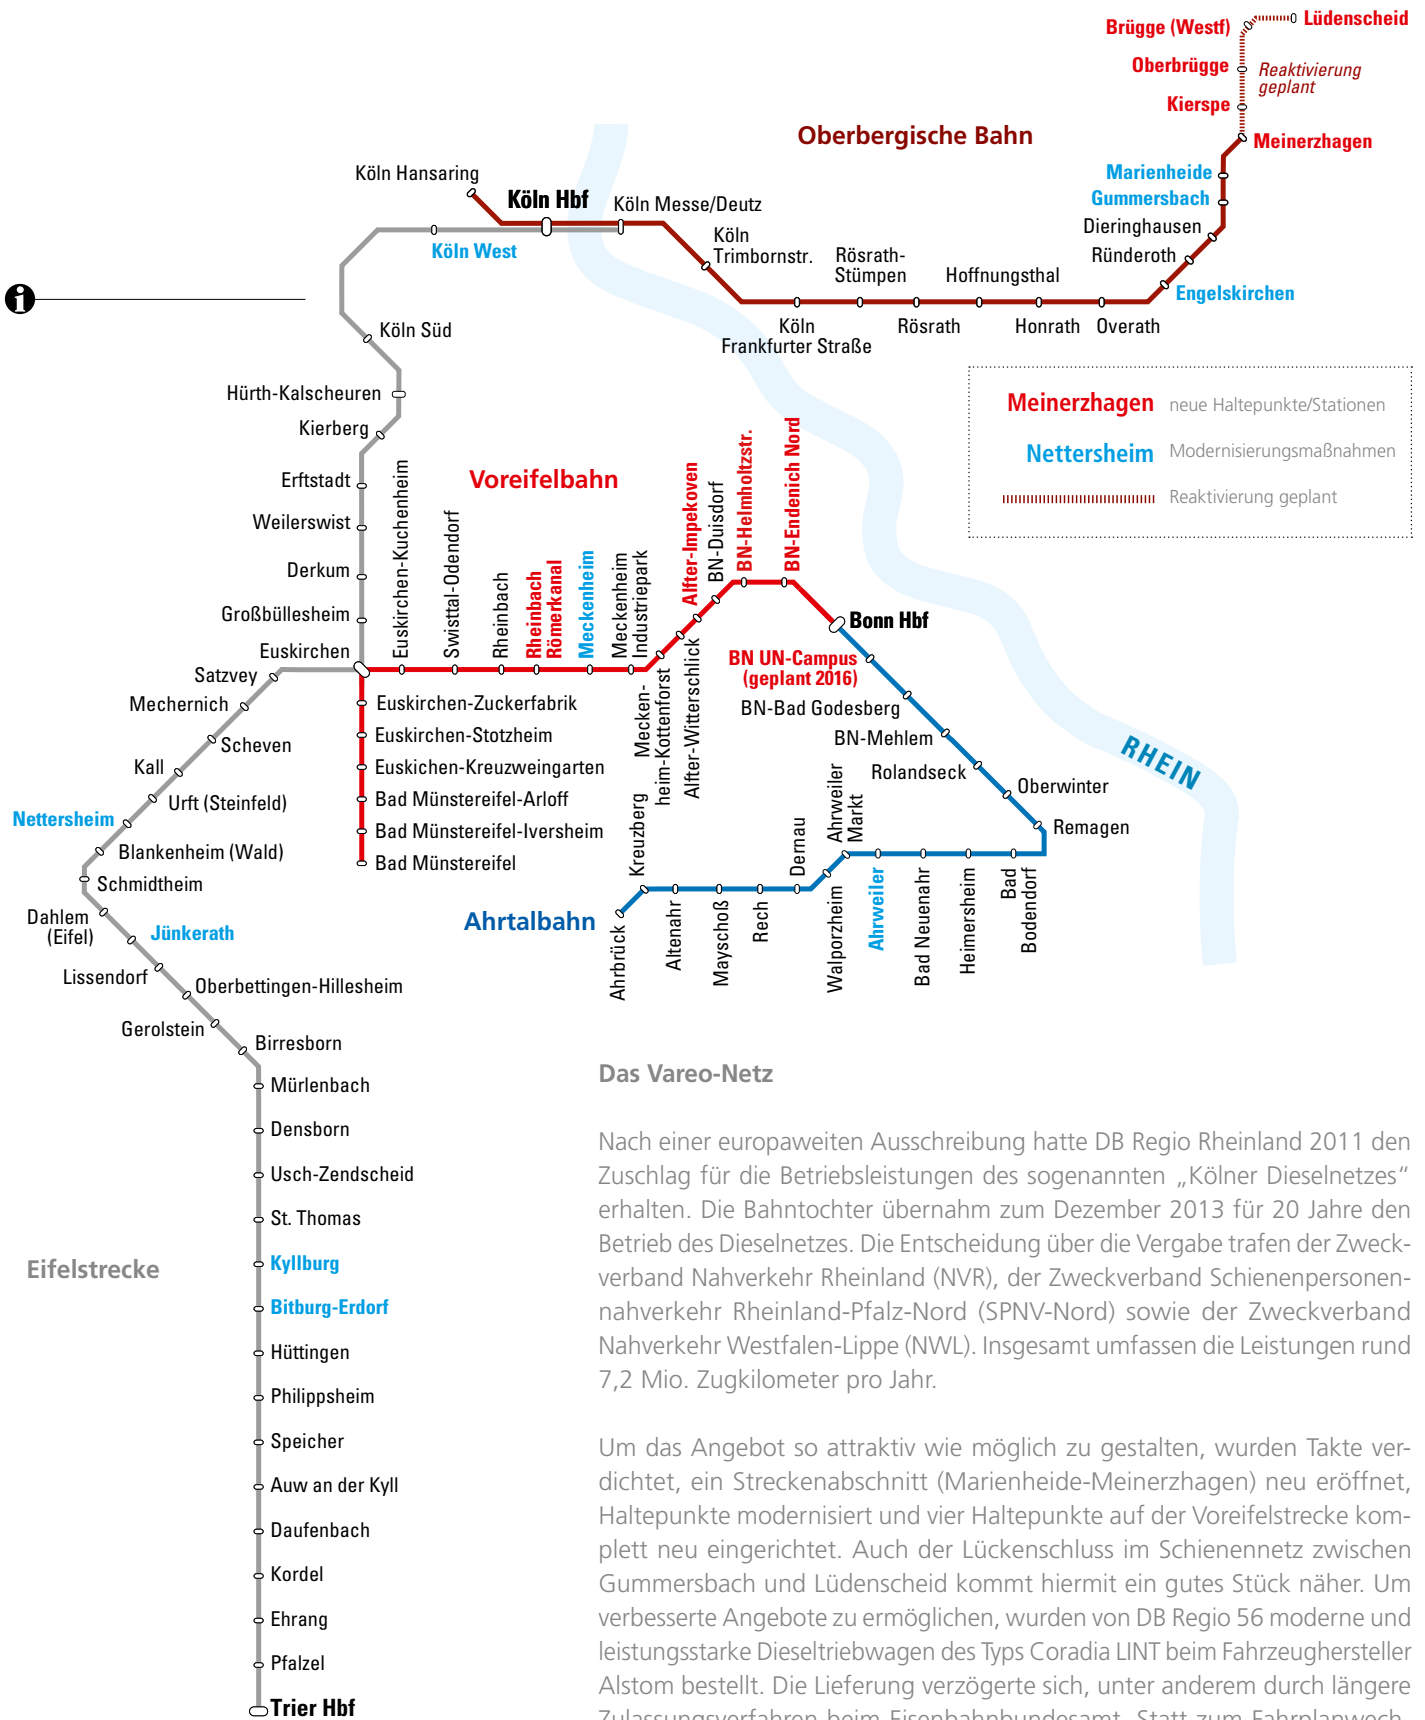 Brügge (Westf)
Lüdenscheid
Oberbrügge
Reaktivierung
geplant
Kierspe
Oberbergische Bahn
Meinerzhagen
Marienheide
Gummersbach
Dieringhausen
Ründeroth
Engelskirchen
Köln Hansaring
Köln Hbf
Köln Messe/Deutz
Köln West
Köln
Trimbornstr.
Rösrath-
Stümpen
Hoffnungsthal
Köln
Frankfurter Straße
Rösrath
Honrath
Overath
i
Köln Süd
Hürth-Kalscheuren
Kierberg
Erftstadt
Weilerswist
Derkum
Großbüllesheim
Euskirchen
Meinerzhagen neue Haltepunkte/Stationen
Nettersheim Modernisierungsmaßnahmen
Reaktivierung geplant
Voreifelbahn
Euskirchen-Kuchenheim
Swisttal-Odendorf
Rheinbach
Rheinbach
Römerkanal
Meckenheim
Meckenheim
Industriepark
Mecken-
heim-Kottenforst
Alfter-Witterschlick
Alfter-Impekoven
BN-Duisdorf
BN-Helmholtzstr.
BN-Endenich Nord
Bonn Hbf
BN UN-Campus
(geplant 2016)
BN-Bad Godesberg
BN-Mehlem
Rolandseck
Oberwinter
Remagen
RHEIN
Satzvey
Mechernich
Scheven
Kall
Urft (Steinfeld)
Nettersheim
Blankenheim (Wald)
Schmidtheim
Dahlem
(Eifel)
Jünkerath
Lissendorf
Oberbettingen-Hillesheim
Gerolstein
Birresborn
Euskirchen-Zuckerfabrik
Euskirchen-Stotzheim
Euskichen-Kreuzweingarten
Bad Münstereifel-Arloff
Bad Münstereifel-Iversheim
Bad Münstereifel
Ahrtalbahn
Ahrbrück
Kreuzberg
Altenahr
Mayschoß
Rech
Dernau
Walporzheim
Ahrweiler
Markt
Ahrweiler
Bad Neuenahr
Heimersheim
Bad
Bodendorf
Mürlenbach
Densborn
Usch-Zendscheid
St. Thomas
Eifelstrecke
Kyllburg
Bitburg-Erdorf
Hüttingen
Philippsheim
Speicher
Auw an der Kyll
Daufenbach
Kordel
Ehrang
Pfalzel
Trier Hbf
Das Vareo-Netz
Nach einer europaweiten Ausschreibung hatte DB Regio Rheinland 2011 den
Zuschlag für die Betriebsleistungen des sogenannten „Kölner Dieselnetzes“
erhalten. Die Bahntochter übernahm zum Dezember 2013 für 20 Jahre den
Betrieb des Dieselnetzes. Die Entscheidung über die Vergabe trafen der Zweck-
verband Nahverkehr Rheinland (NVR), der Zweckverband Schienenpersonen-
nahverkehr Rheinland-Pfalz-Nord (SPNV-Nord) sowie der Zweckverband
Nahverkehr Westfalen-Lippe (NWL). Insgesamt umfassen die Leistungen rund
7,2 Mio. Zugkilometer pro Jahr.
Um das Angebot so attraktiv wie möglich zu gestalten, wurden Takte ver-
dichtet, ein Streckenabschnitt (Marienheide-Meinerzhagen) neu eröffnet,
Haltepunkte modernisiert und vier Haltepunkte auf der Voreifelstrecke kom-
plett neu eingerichtet. Auch der Lückenschluss im Schienennetz zwischen
Gummersbach und Lüdenscheid kommt hiermit ein gutes Stück näher. Um
verbesserte Angebote zu ermöglichen, wurden von DB Regio 56 moderne und
leistungsstarke Dieseltriebwagen des Typs Coradia LINT beim Fahrzeughersteller
Alstom bestellt. Die Lieferung verzögerte sich, unter anderem durch längere
Zulassungsverfahren beim Eisenbahnbundesamt. Statt zum Fahrplanwech-